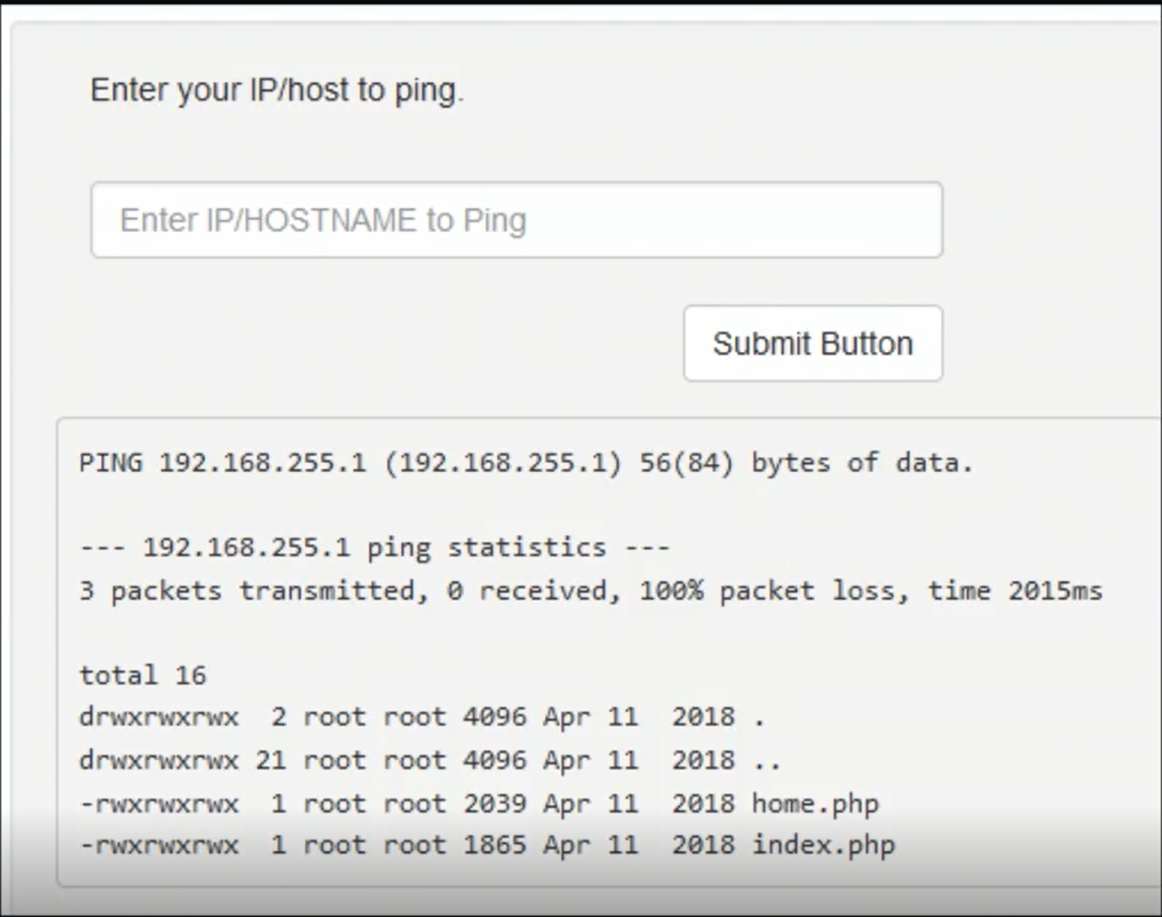 Enter your IP/host to ping.
Enter IP/HOSTNAME to Ping
Submit Button
PING 192.168.255.1 (192.168.255.1) 56(84) bytes of data.
--- 192.168.255.1 ping statistics ---
3 packets transmitted, 0 received, 100% packet loss, time 2015ms
total 16
drwxrwxrwx  2 root root 4096 Apr 11  2018 .
drwxrwxrwx 21 root root 4096 Apr 11  2018 ..
-rwxrwxrwx  1 root root 2039 Apr 11  2018 home.php
-rwxrwxrwx  1 root root 1865 Apr 11  2018 index.php